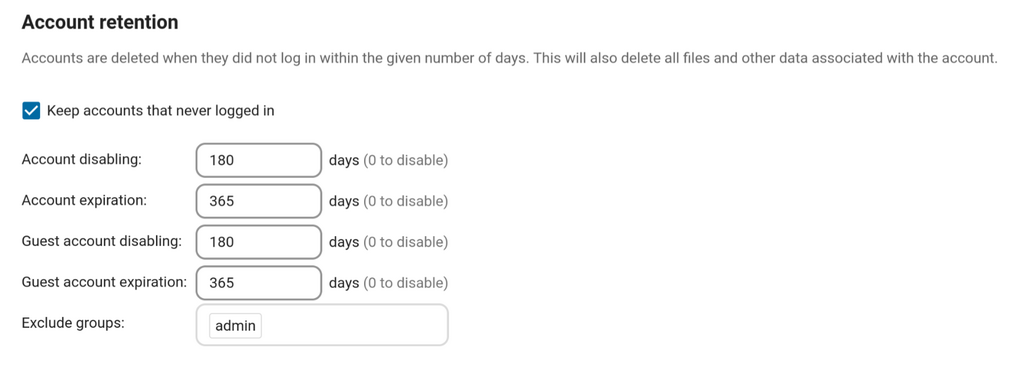 Account retention
Accounts are deleted when they did not log in within the given number of days. This will also delete all files and other data associated with the account.
Keep accounts that never logged in
Account disabling: 180 days (0 to disable)
Account expiration: 365 days (0 to disable)
Guest account disabling: 180 days (0 to disable)
Guest account expiration: 365 days (0 to disable)
Exclude groups: admin